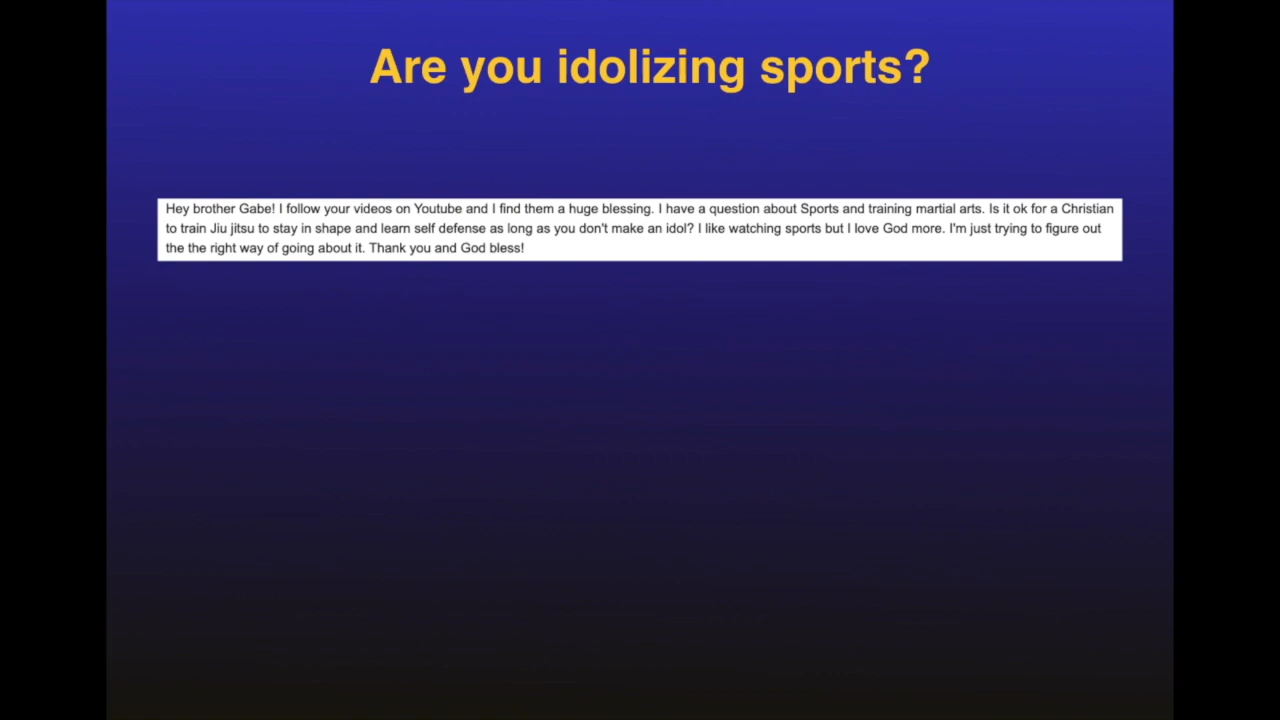 Are you idolizing sports?
Hey brother Gabe! I follow your videos on Youtube and I find them a huge blessing. I have a question about Sports and training martial arts. Is it ok for a Christian
to train Jiu jitsu to stay in shape and learn self defense as long as you don't make an idol? I like watching sports but I love God more. I'm just trying to figure out
the the right way of going about it. Thank you and God bless!